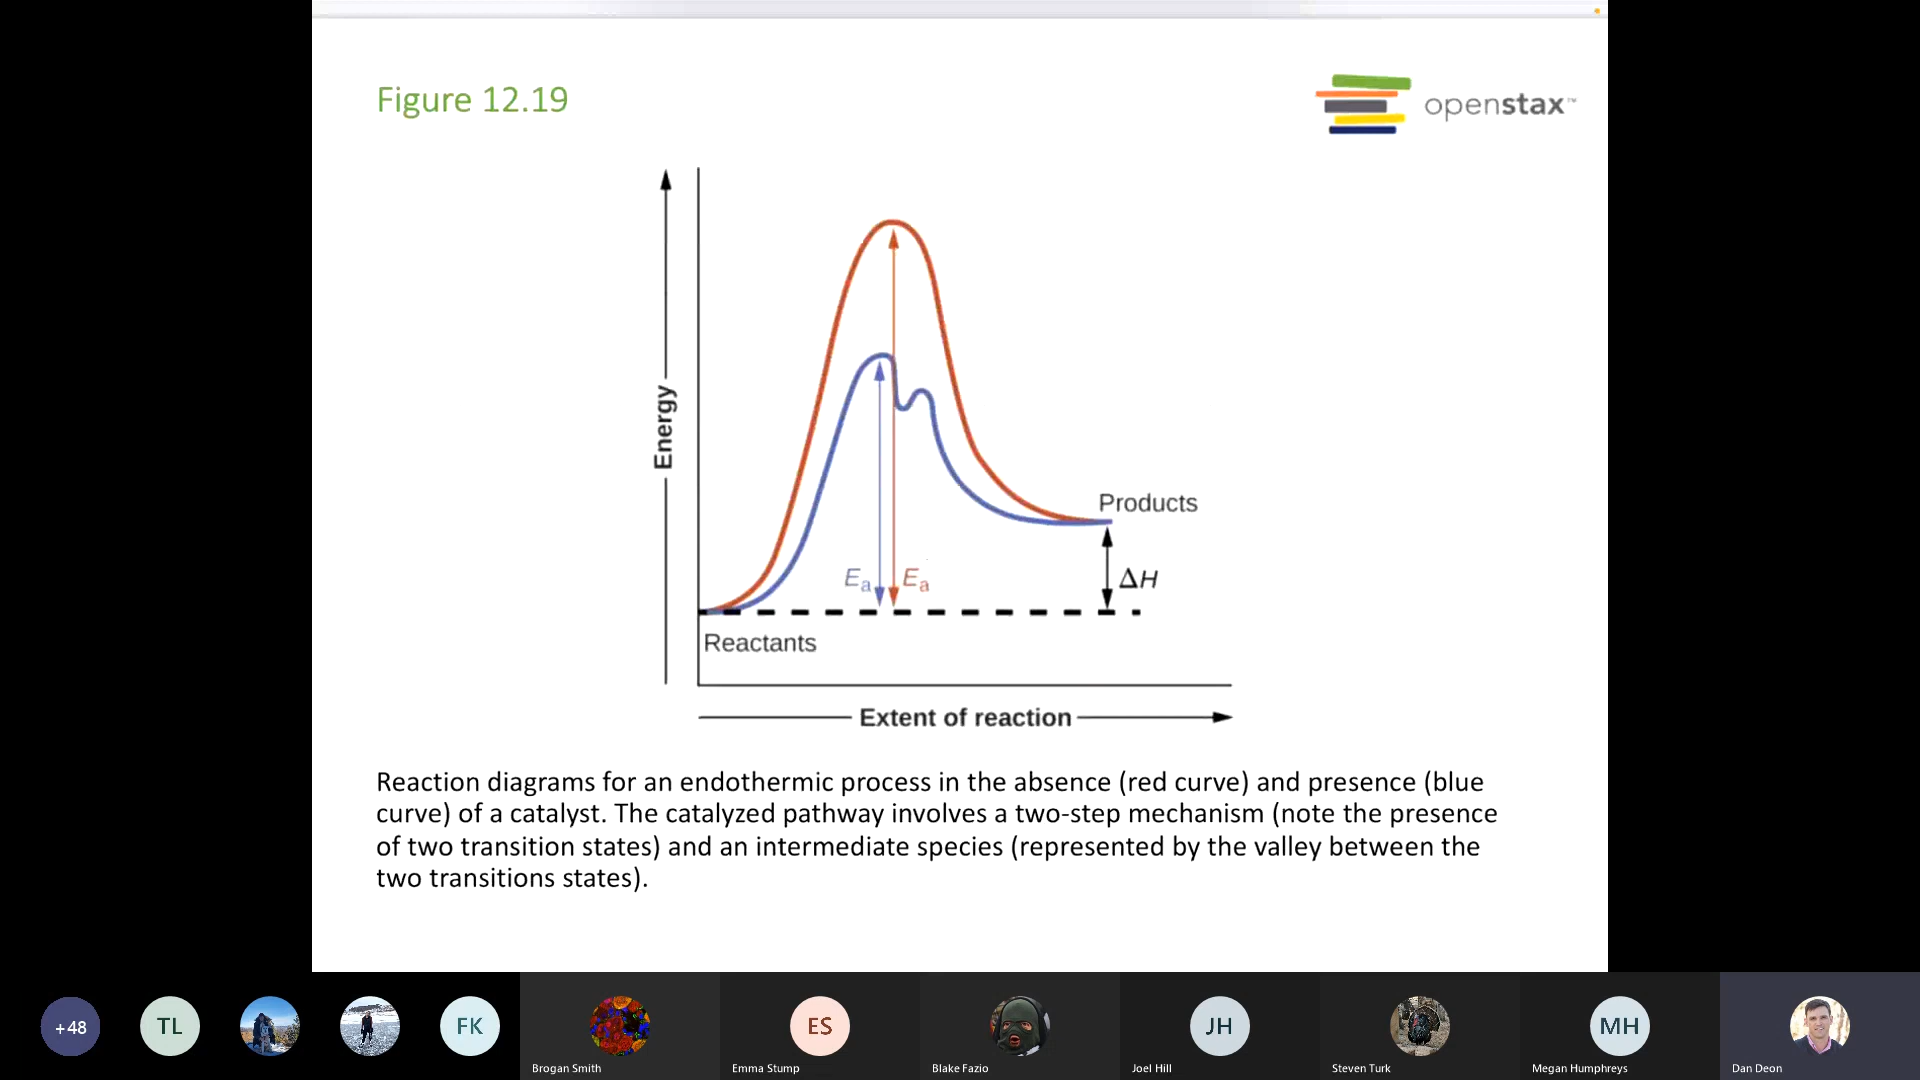 Figure 12.19
openstax™
Energy
Products
Ea
Ea
ΔH
Reactants
Extent of reaction
Reaction diagrams for an endothermic process in the absence (red curve) and presence (blue
curve) of a catalyst. The catalyzed pathway involves a two-step mechanism (note the presence
of two transition states) and an intermediate species (represented by the valley between the
two transitions states).
+48
TL
FK
ES
JH
MH
Brogan Smith
Emma Stump
Blake Fazio
Joel Hill
Steven Turk
Megan Humphreys
Dan Deon